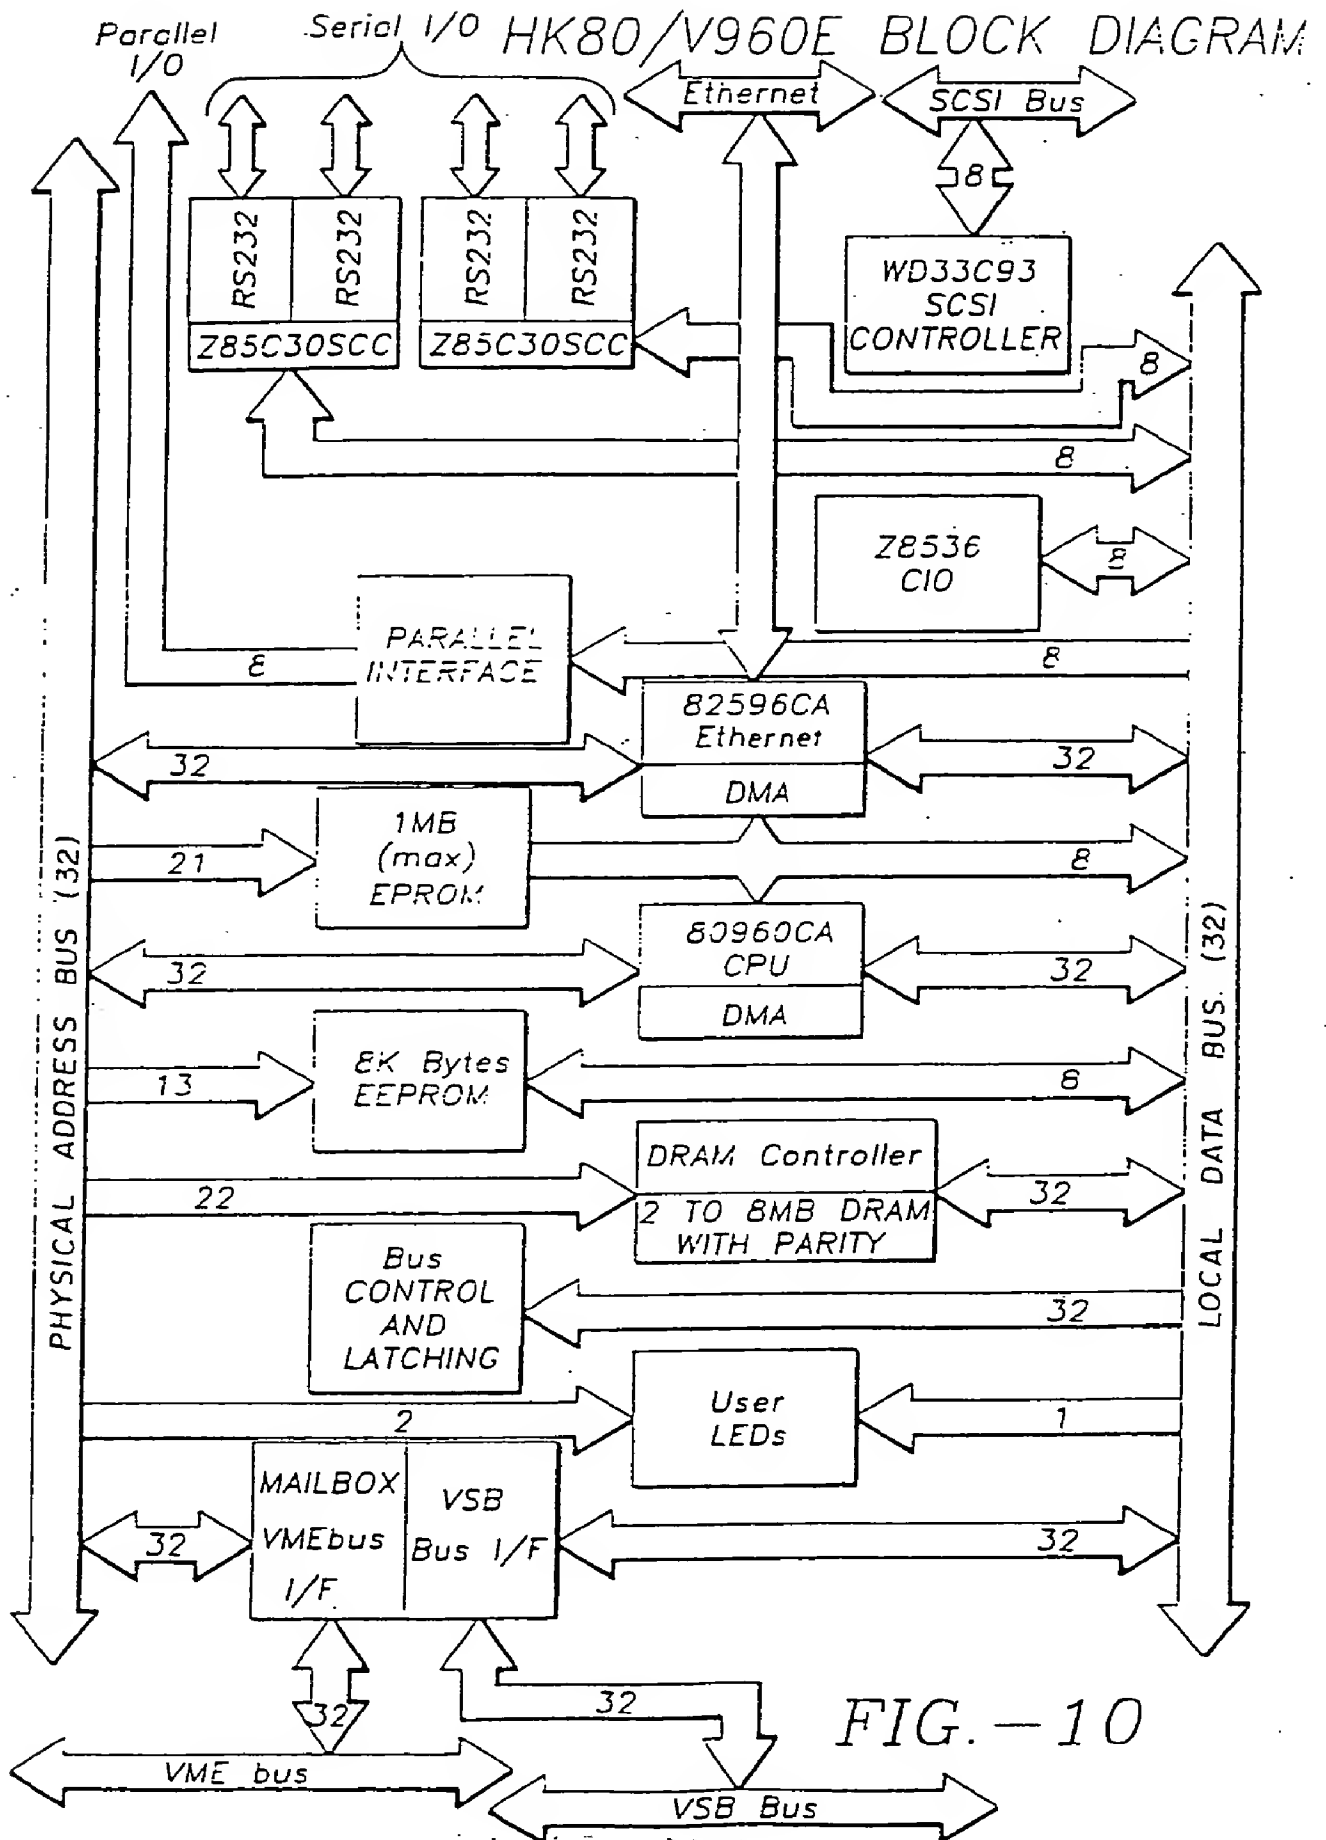 HK80/V960E BLOCK DIAGRAM
Parallel
I/O
Serial I/O
Ethernet
SCSI Bus
8
RS232
RS232
RS232
RS232
Z85C30SCC
Z85C30SCC
WD33C93
SCSI
CONTROLLER
8
8
Z8536
CIO
8
PARALLEL
INTERFACE
8
8
82596CA
Ethernet
DMA
32
32
1MB
(max)
EPROM
21
8
80960CA
CPU
DMA
32
32
8K Bytes
EEPROM
13
8
DRAM Controller
2 TO 8MB DRAM
WITH PARITY
22
32
Bus
CONTROL
AND
LATCHING
32
User
LEDs
2
1
MAILBOX
VMEbus
I/F
VSB
Bus I/F
32
32
PHYSICAL ADDRESS BUS (32)
LOCAL DATA BUS. (32)
32
32
VME bus
VSB Bus
FIG.-10